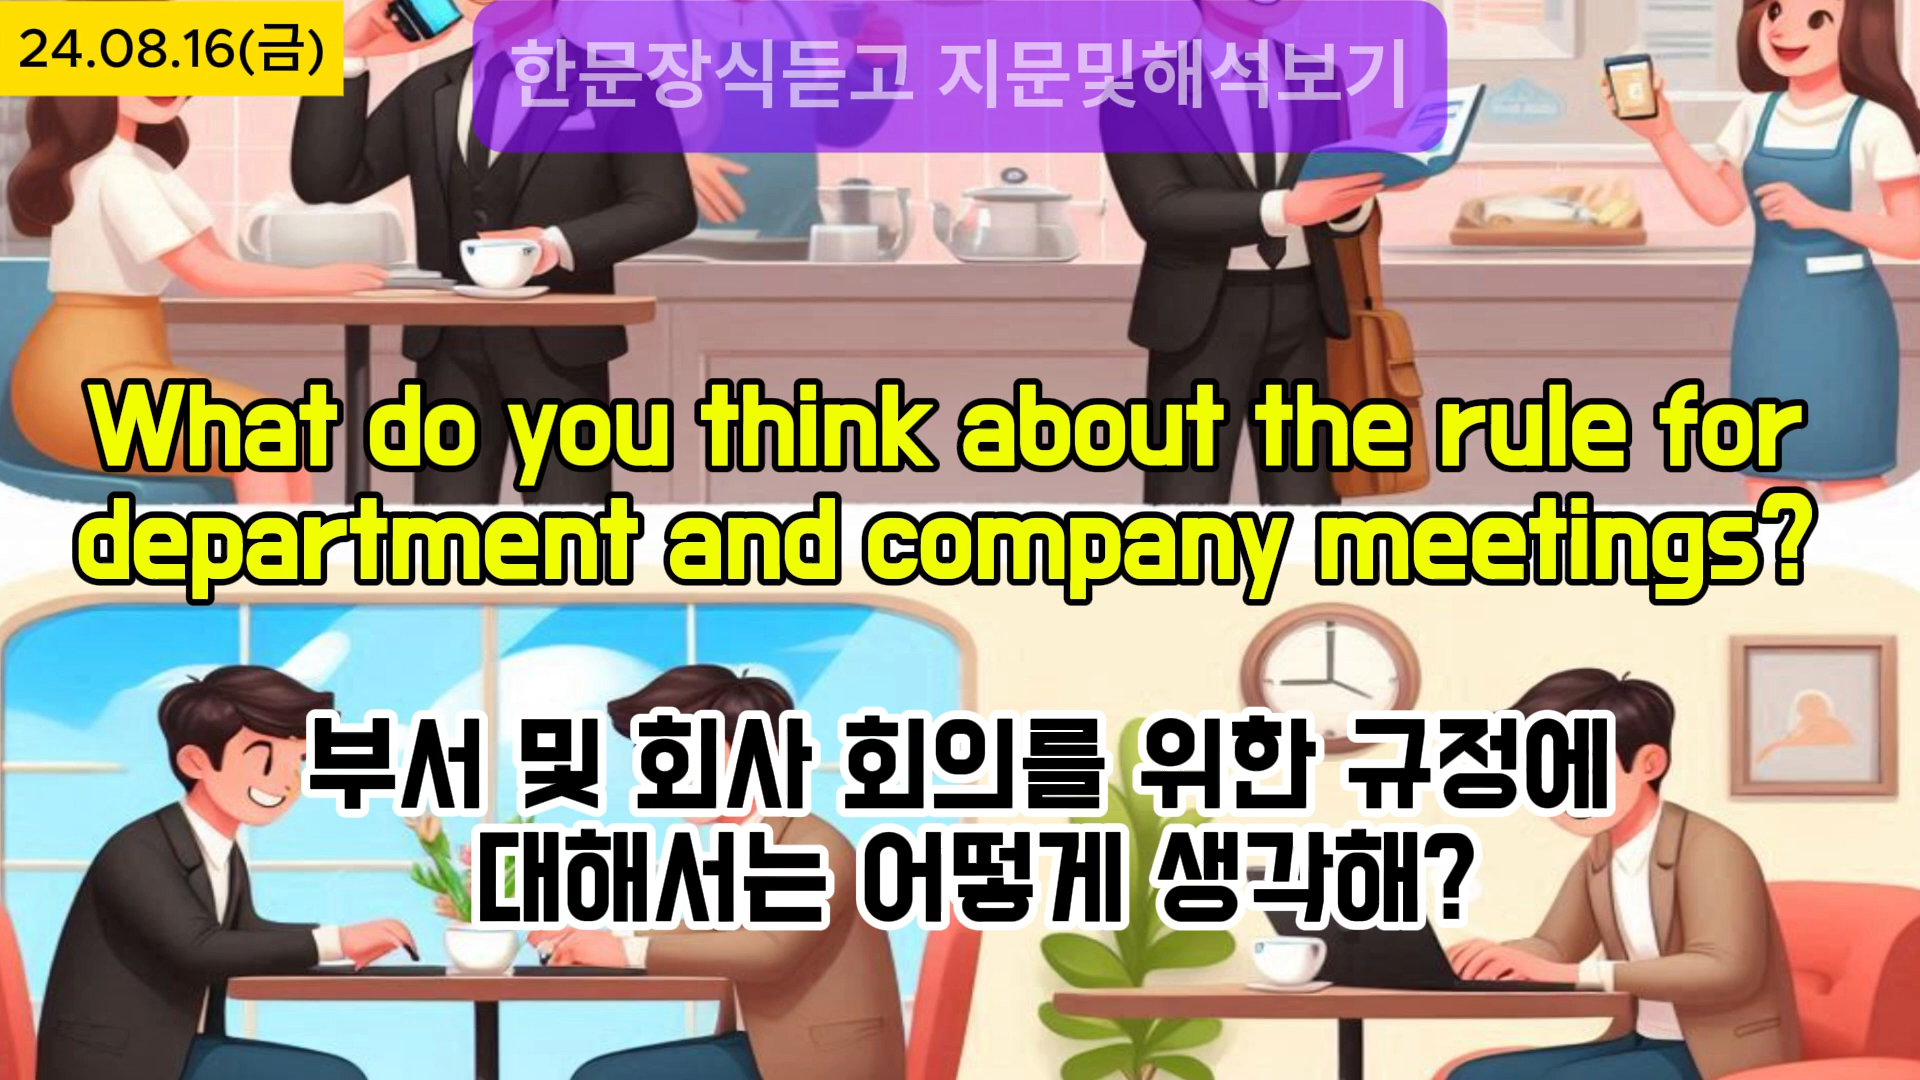 24.08.16(금)
한문장식듣고 지문및해석보기
What do you think about the rule for
department and company meetings?
부서 및 회사 회의를 위한 규정에
대해서는 어떻게 생각해?